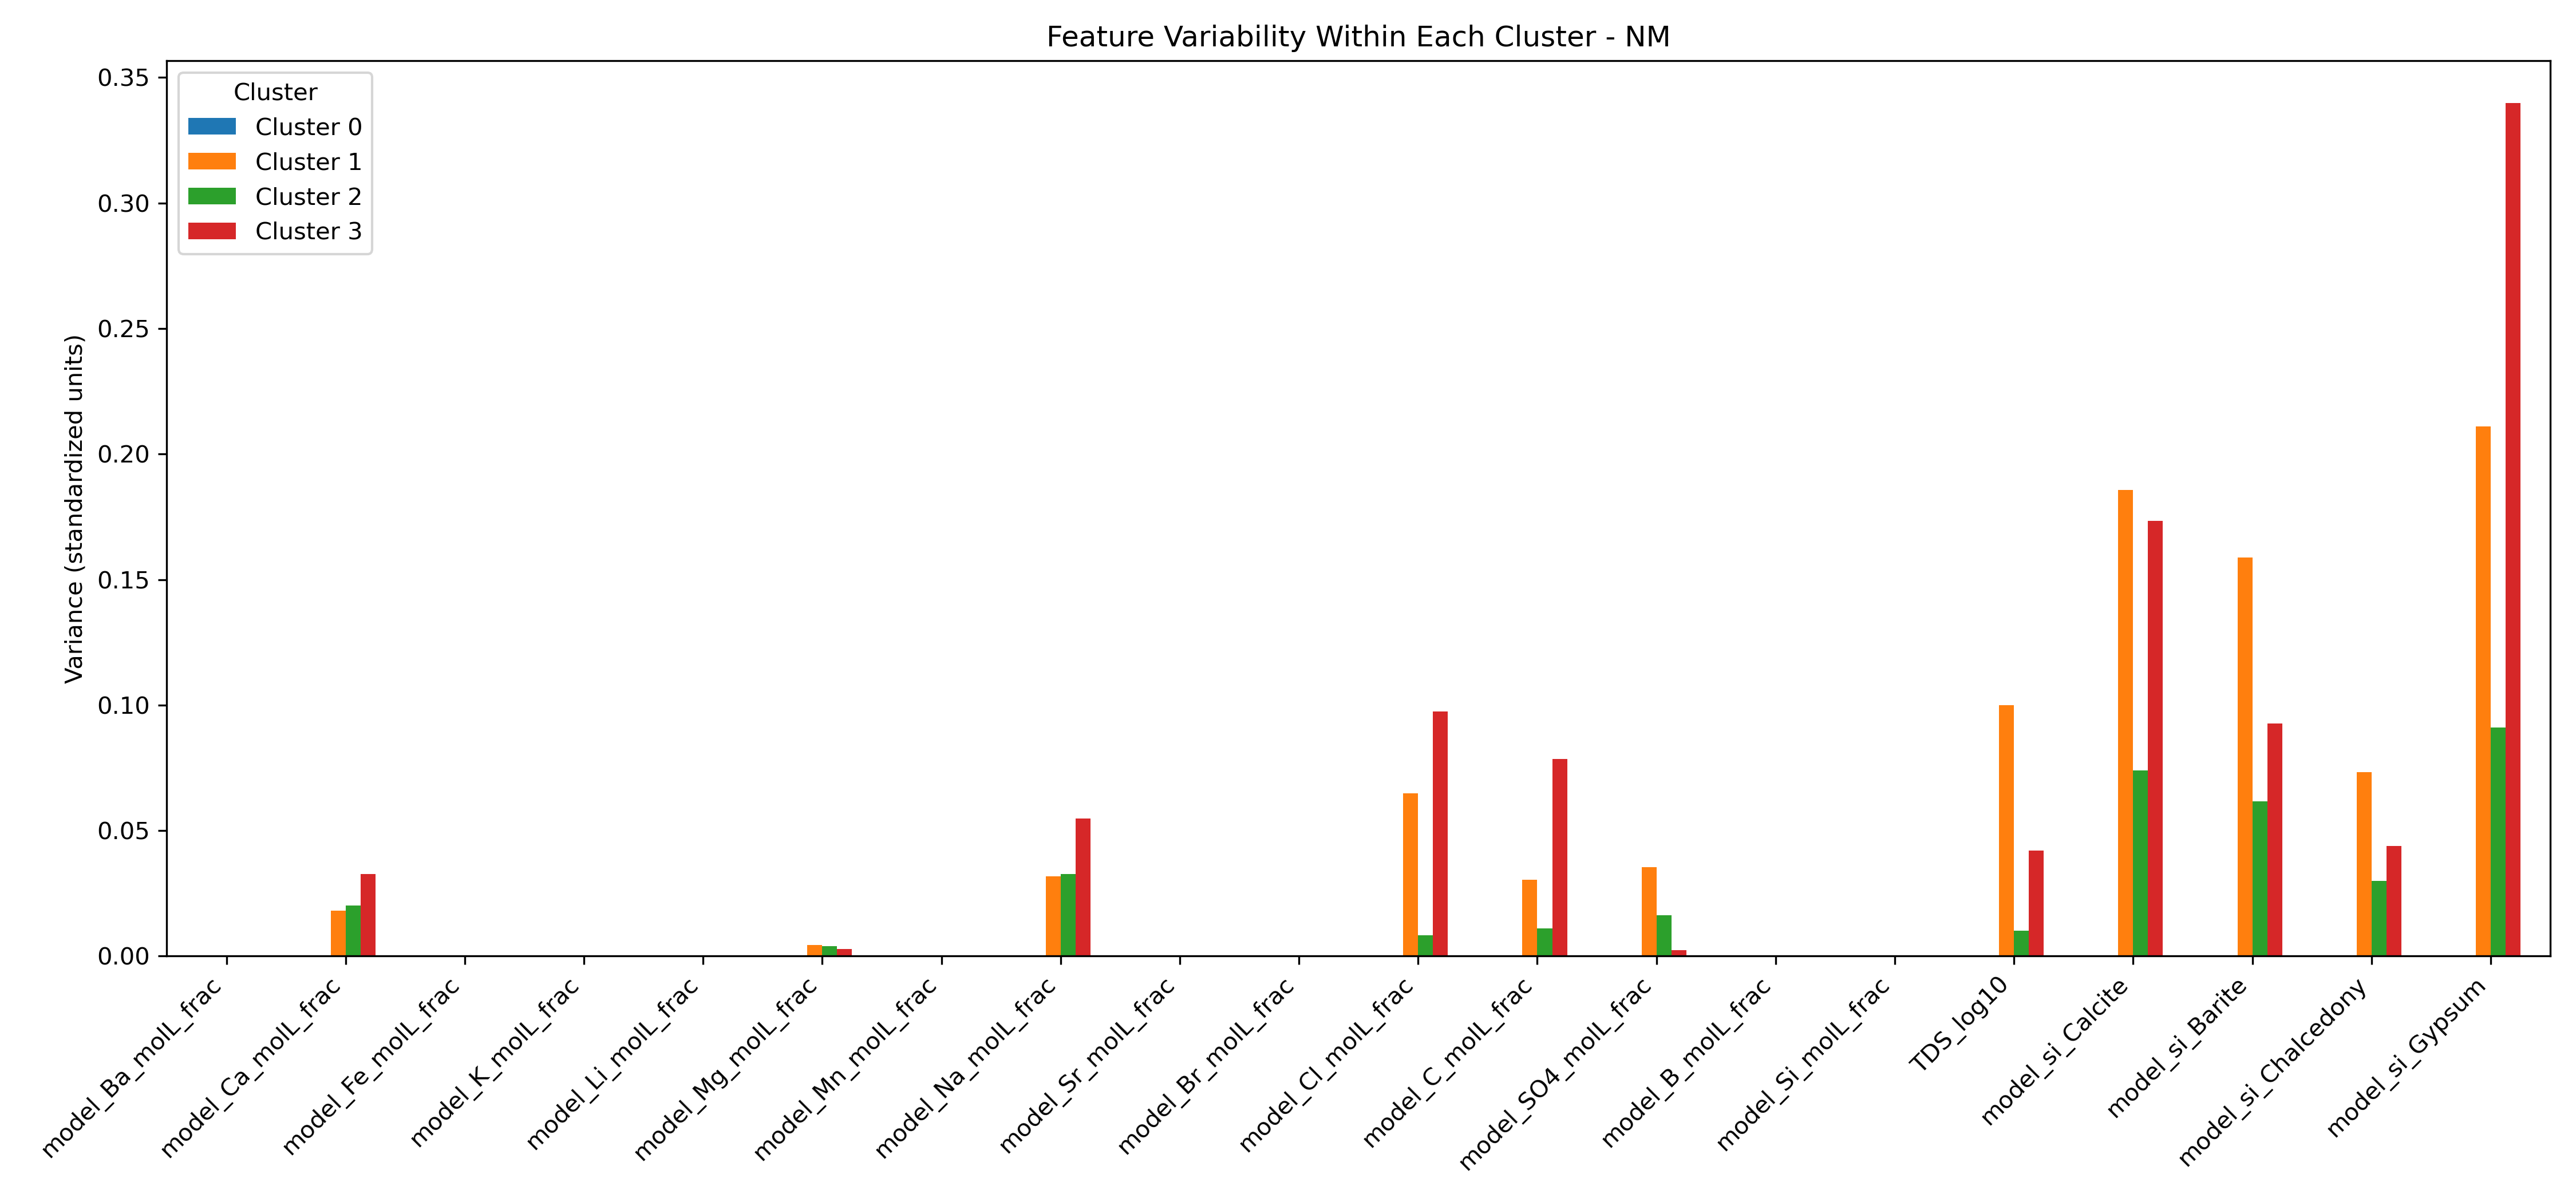 Feature Variability Within Each Cluster - NM
Variance (standardized units)
0.35
0.30
0.25
0.20
0.15
0.10
0.05
0.00
Cluster
Cluster 0
Cluster 1
Cluster 2
Cluster 3
model_Ba_molL_frac
model_Ca_molL_frac
model_Fe_molL_frac
model_K_molL_frac
model_Li_molL_frac
model_Mg_molL_frac
model_Mn_molL_frac
model_Na_molL_frac
model_Sr_molL_frac
model_Br_molL_frac
model_Cl_molL_frac
model_C_molL_frac
model_SO4_molL_frac
model_B_molL_frac
model_Si_molL_frac
TDS_log10
model_si_Calcite
model_si_Barite
model_si_Chalcedony
model_si_Gypsum